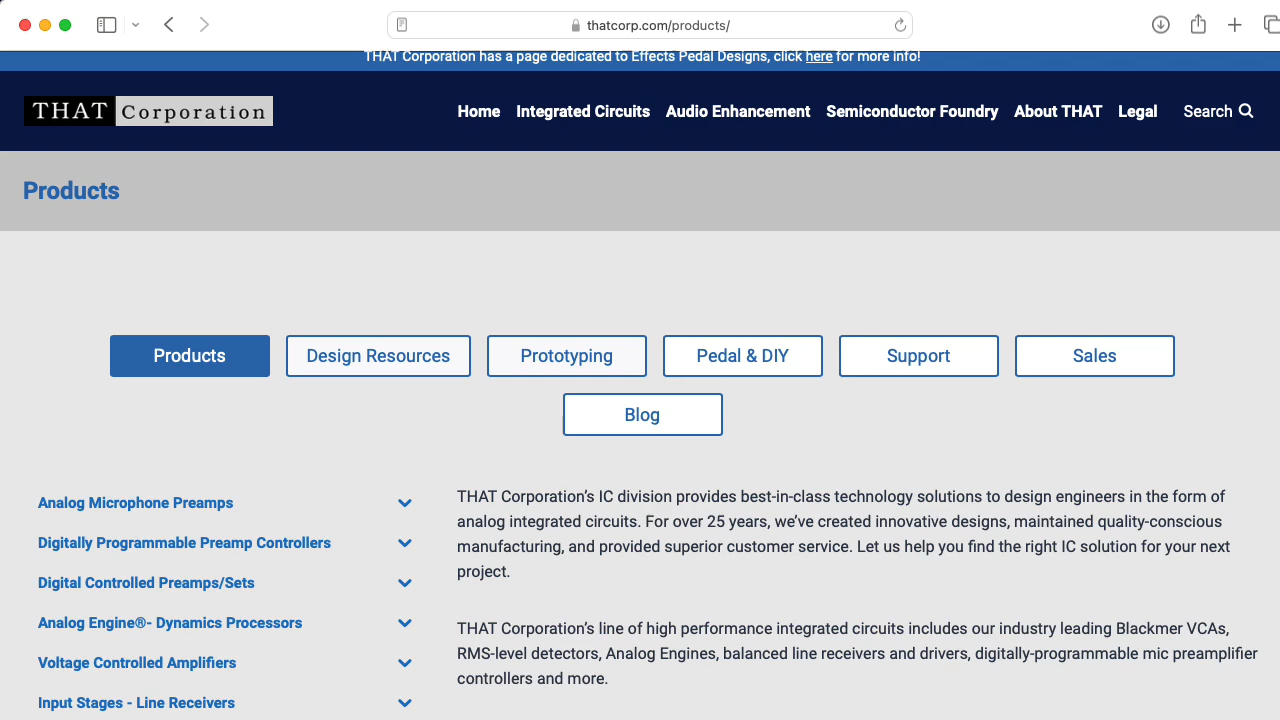 thatcorp.com/products/
THAT Corporation has a page dedicated to Effects Pedal Designs, click here for more info!
THAT Corporation
Home Integrated Circuits Audio Enhancement Semiconductor Foundry About THAT Legal Search
Products
Products Design Resources Prototyping Pedal & DIY Support Sales
Blog
Analog Microphone Preamps
Digitally Programmable Preamp Controllers
Digital Controlled Preamps/Sets
Analog Engine®- Dynamics Processors
Voltage Controlled Amplifiers
Input Stages - Line Receivers
THAT Corporation’s IC division provides best-in-class technology solutions to design engineers in the form of
analog integrated circuits. For over 25 years, we’ve created innovative designs, maintained quality-conscious
manufacturing, and provided superior customer service. Let us help you find the right IC solution for your next
project.
THAT Corporation’s line of high performance integrated circuits includes our industry leading Blackmer VCAs,
RMS-level detectors, Analog Engines, balanced line receivers and drivers, digitally-programmable mic preamplifier
controllers and more.